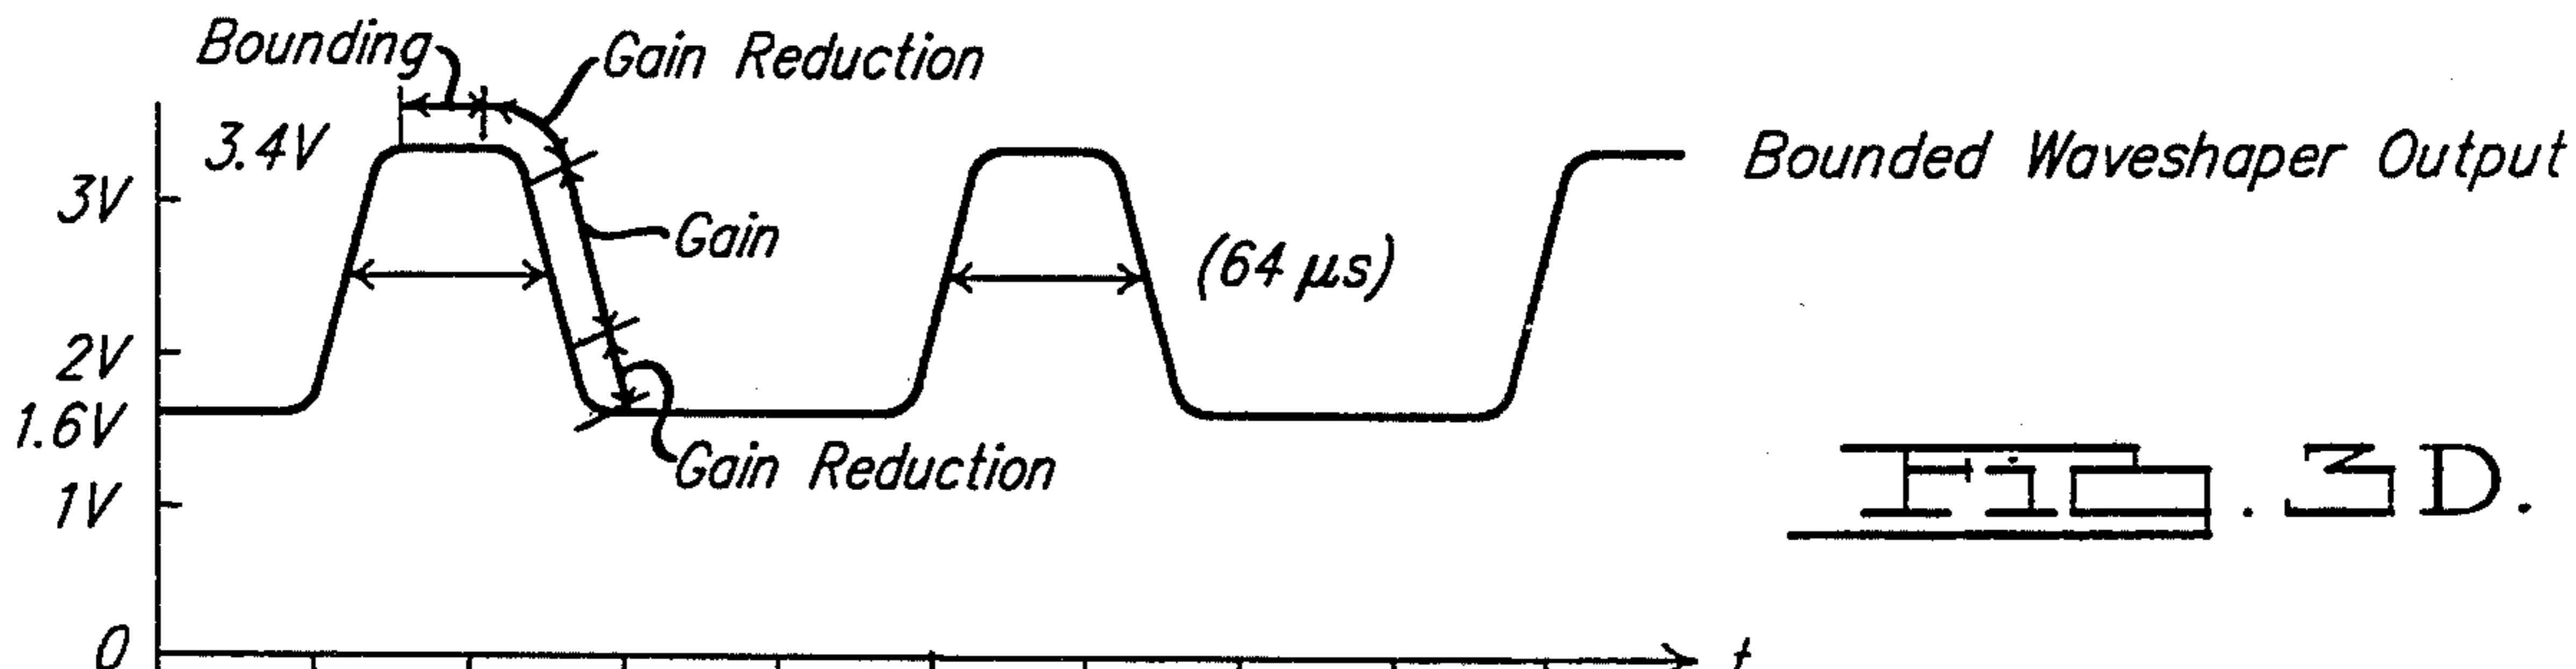 Bounding
Gain Reduction
3.4V
Bounded Waveshaper Output
3V
Gain
(64 μs)
2V
1.6V
Gain Reduction
1V
FIG. 3D.
0
t